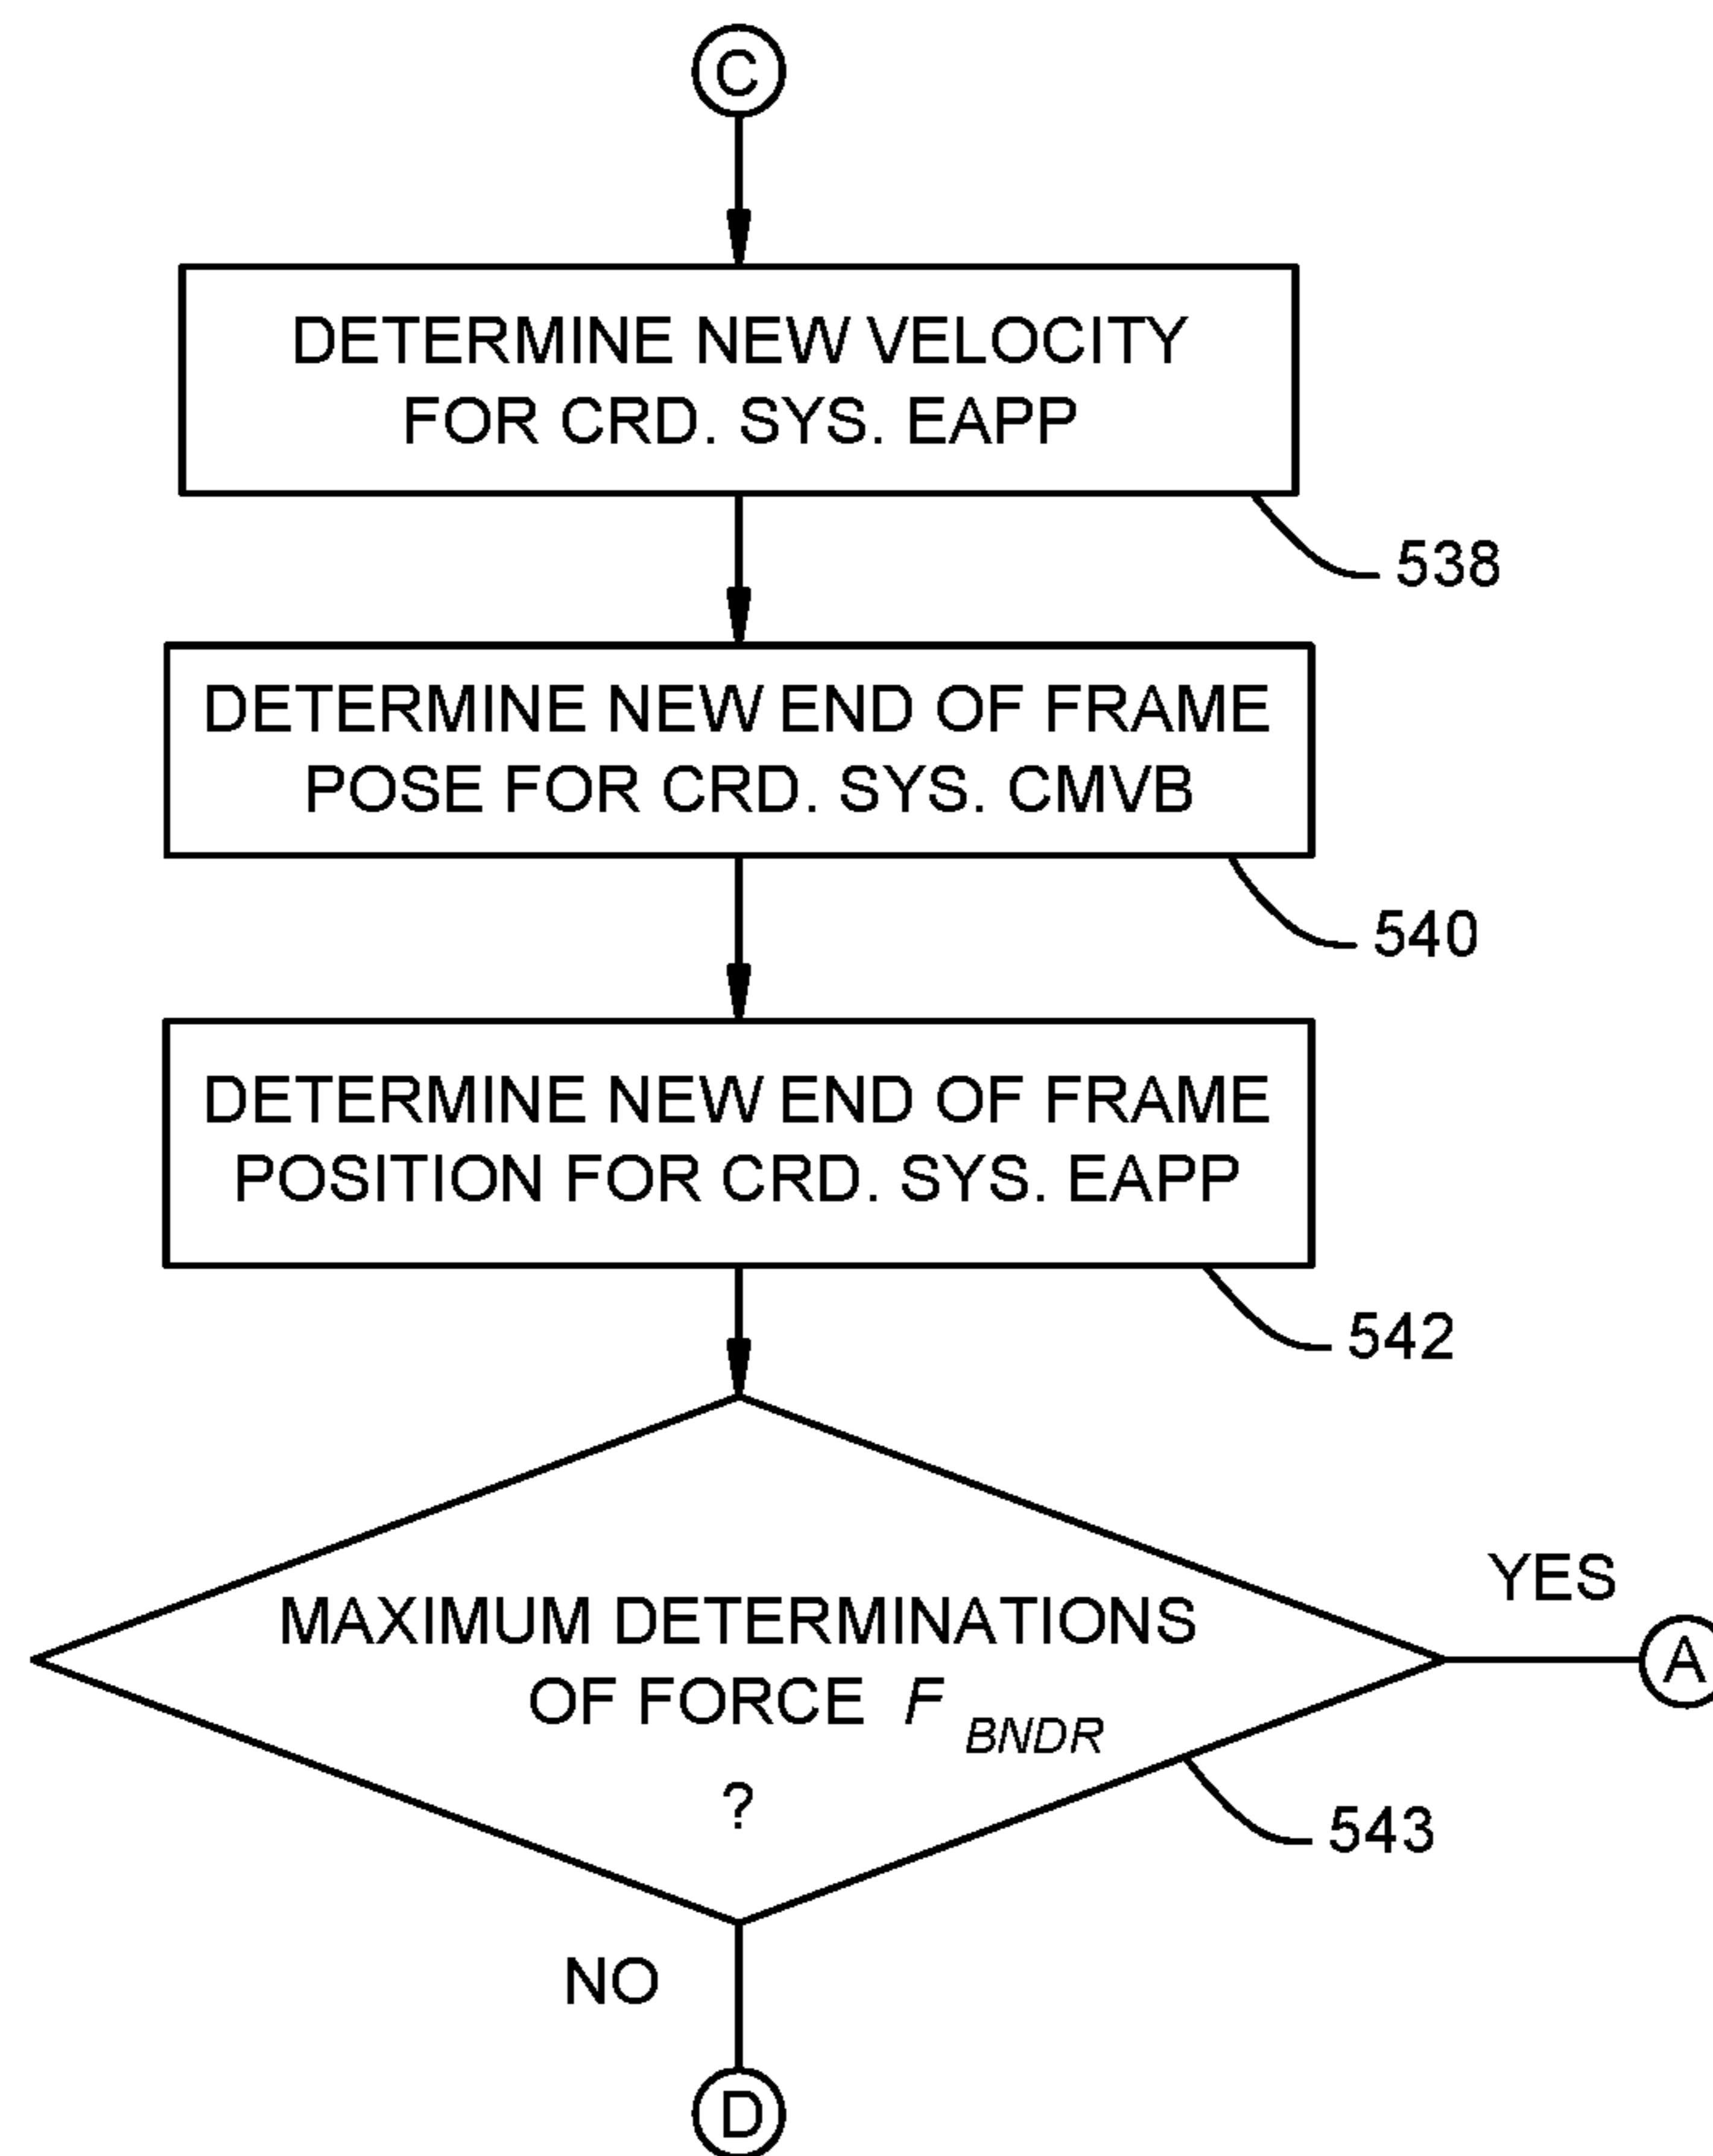 C
DETERMINE NEW VELOCITY
FOR CRD. SYS. EAPP
538
DETERMINE NEW END OF FRAME
POSE FOR CRD. SYS. CMVB
540
DETERMINE NEW END OF FRAME
POSITION FOR CRD. SYS. EAPP
542
YES
A
MAXIMUM DETERMINATIONS
OF FORCE F BNDR
?
543
NO
D